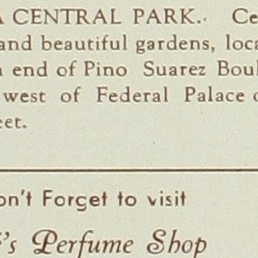 A CENTRAL PARK. Ce
and beautiful gardens, loca
end of Pino Suarez Boul
west of Federal Palace
eet.
on't Forget to visit
's Perfume Shop